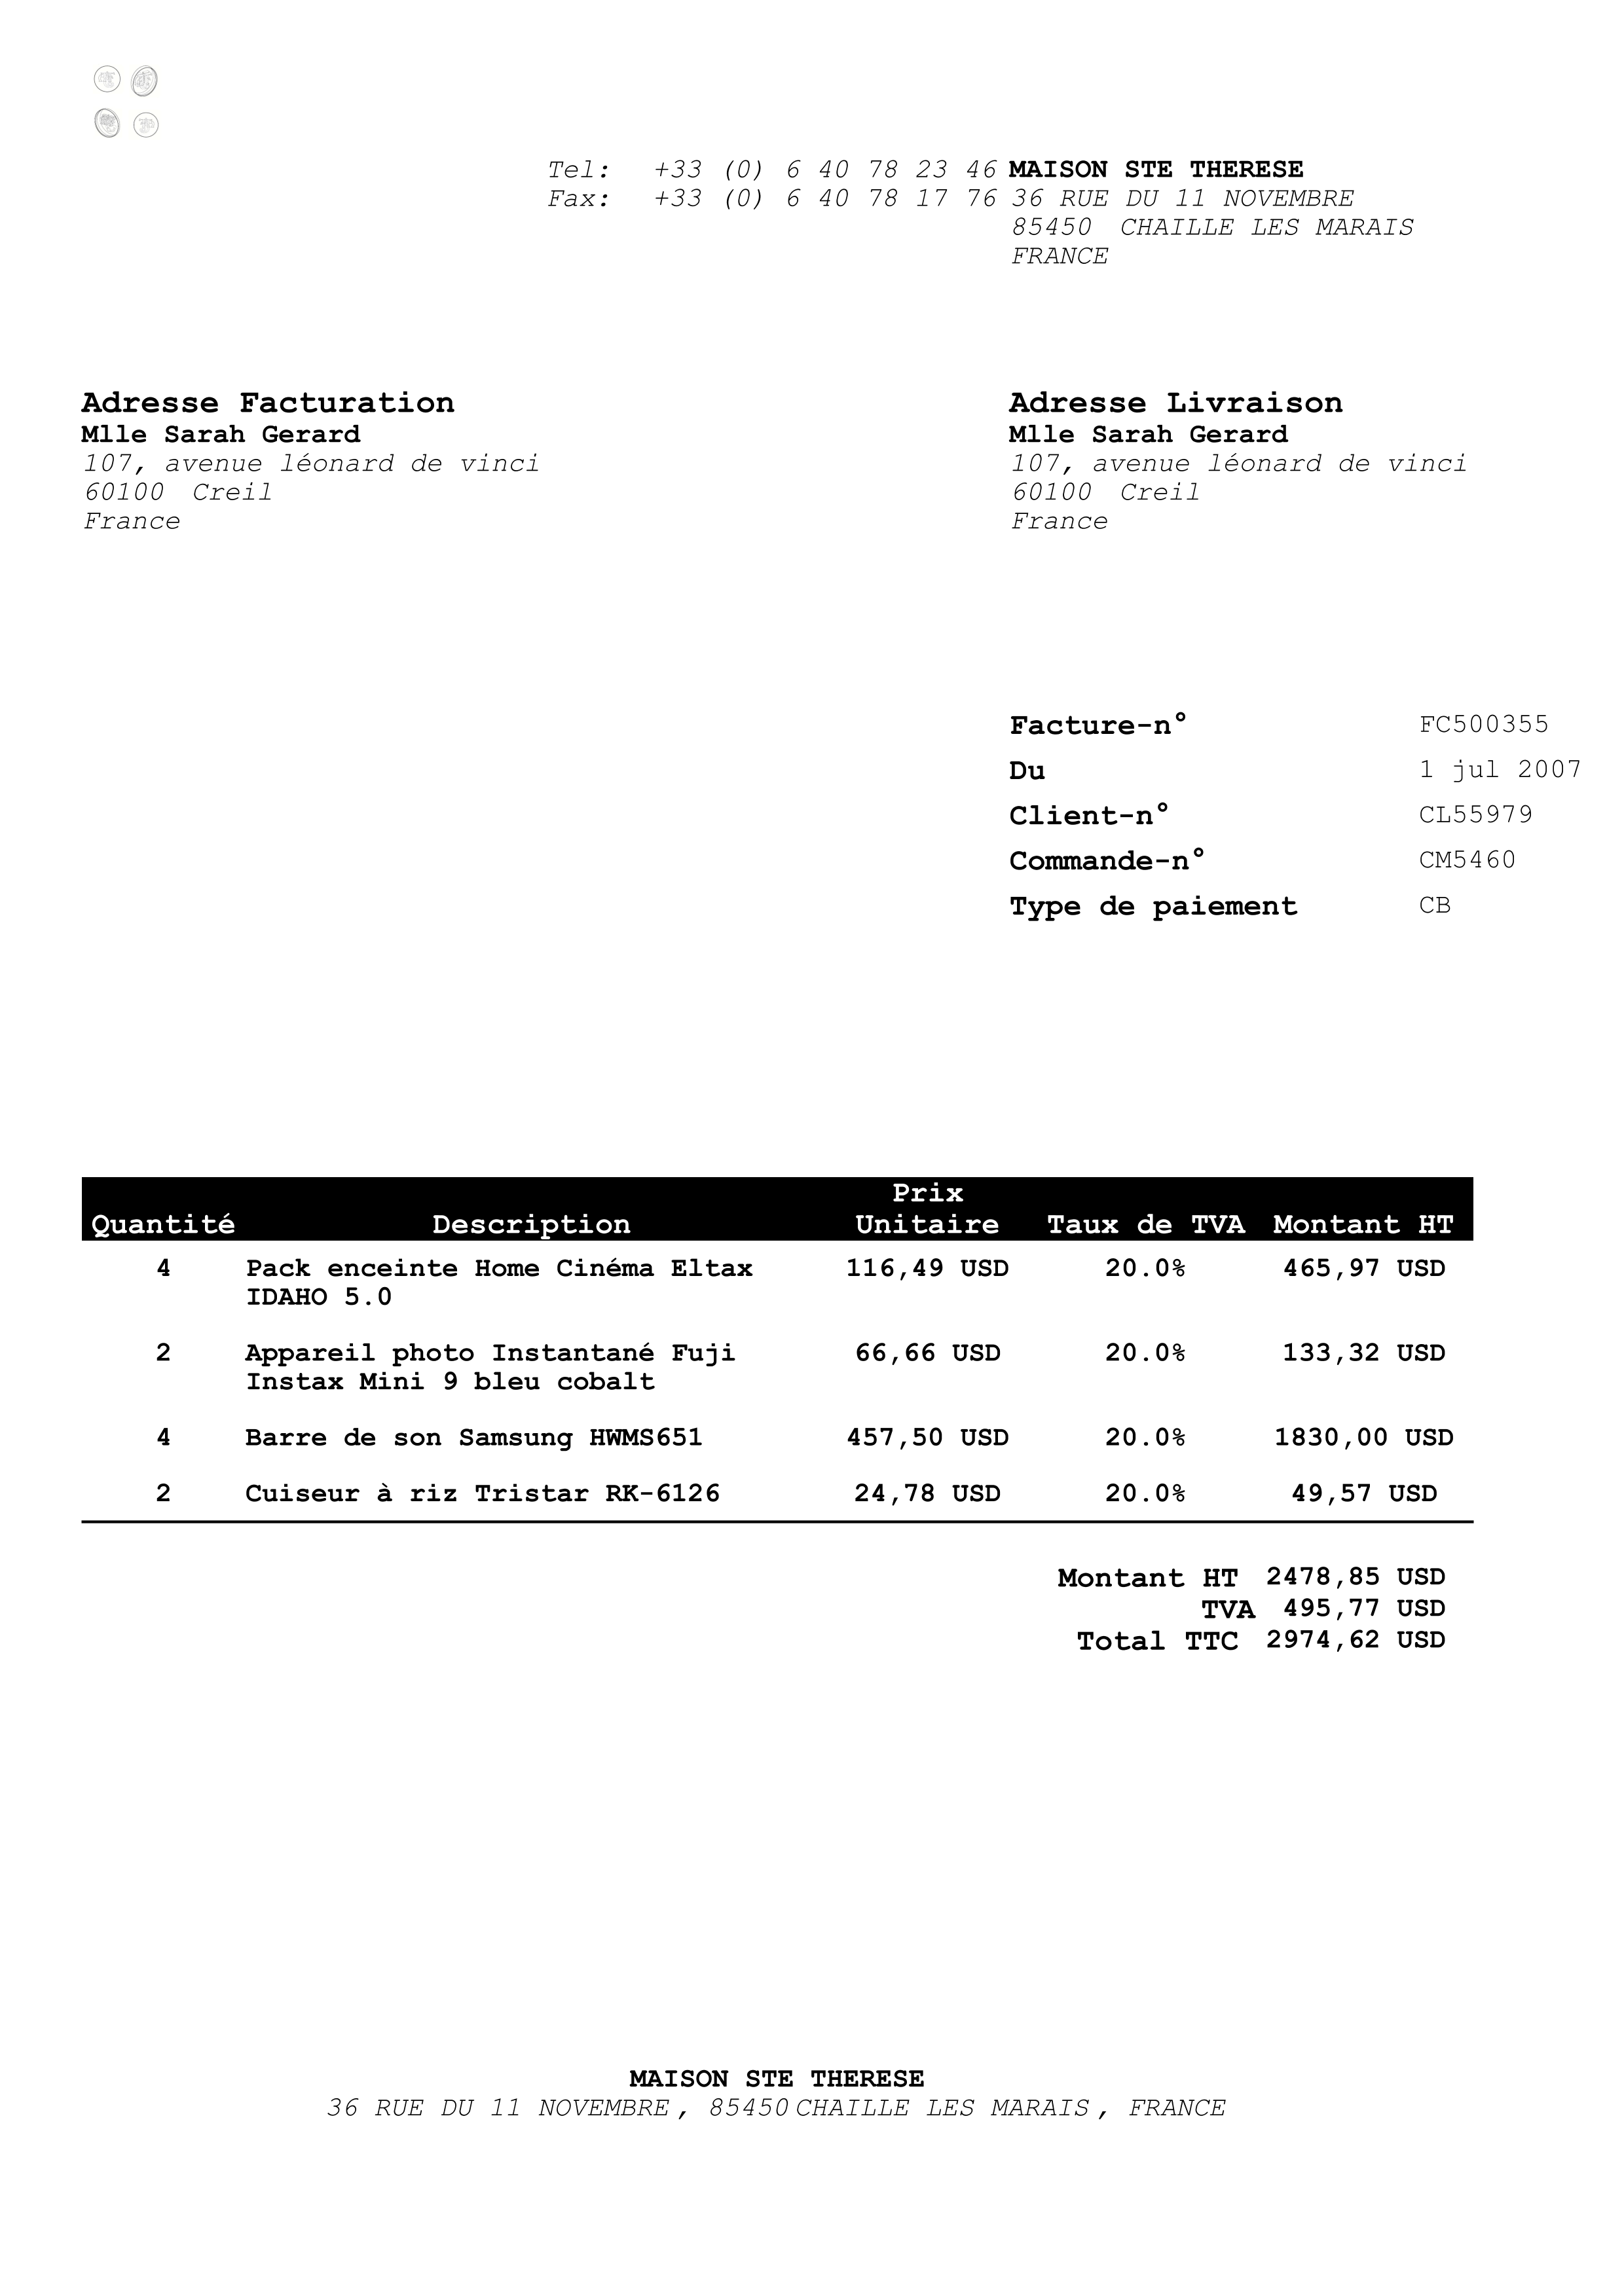 Tel: +33 (0) 6 40 78 23 46 MAISON STE THERESE
Fax: +33 (0) 6 40 78 17 76 36 RUE DU 11 NOVEMBRE
85450 CHAILLE LES MARAIS
FRANCE
Adresse Facturation
Mlle Sarah Gerard
107, avenue léonard de vinci
60100 Creil
France
Adresse Livraison
Mlle Sarah Gerard
107, avenue léonard de vinci
60100 Creil
France
Facture-n° FC500355
Du 1 jul 2007
Client-n° CL55979
Commande-n° CM5460
Type de paiement CB
Prix
Quantité Description Unitaire Taux de TVA Montant HT
4 Pack enceinte Home Cinéma Eltax 116,49 USD 20.0% 465,97 USD
IDAHO 5.0
2 Appareil photo Instantané Fuji 66,66 USD 20.0% 133,32 USD
Instax Mini 9 bleu cobalt
4 Barre de son Samsung HWMS651 457,50 USD 20.0% 1830,00 USD
2 Cuiseur à riz Tristar RK-6126 24,78 USD 20.0% 49,57 USD
Montant HT 2478,85 USD
TVA 495,77 USD
Total TTC 2974,62 USD
MAISON STE THERESE
36 RUE DU 11 NOVEMBRE , 85450 CHAILLE LES MARAIS , FRANCE